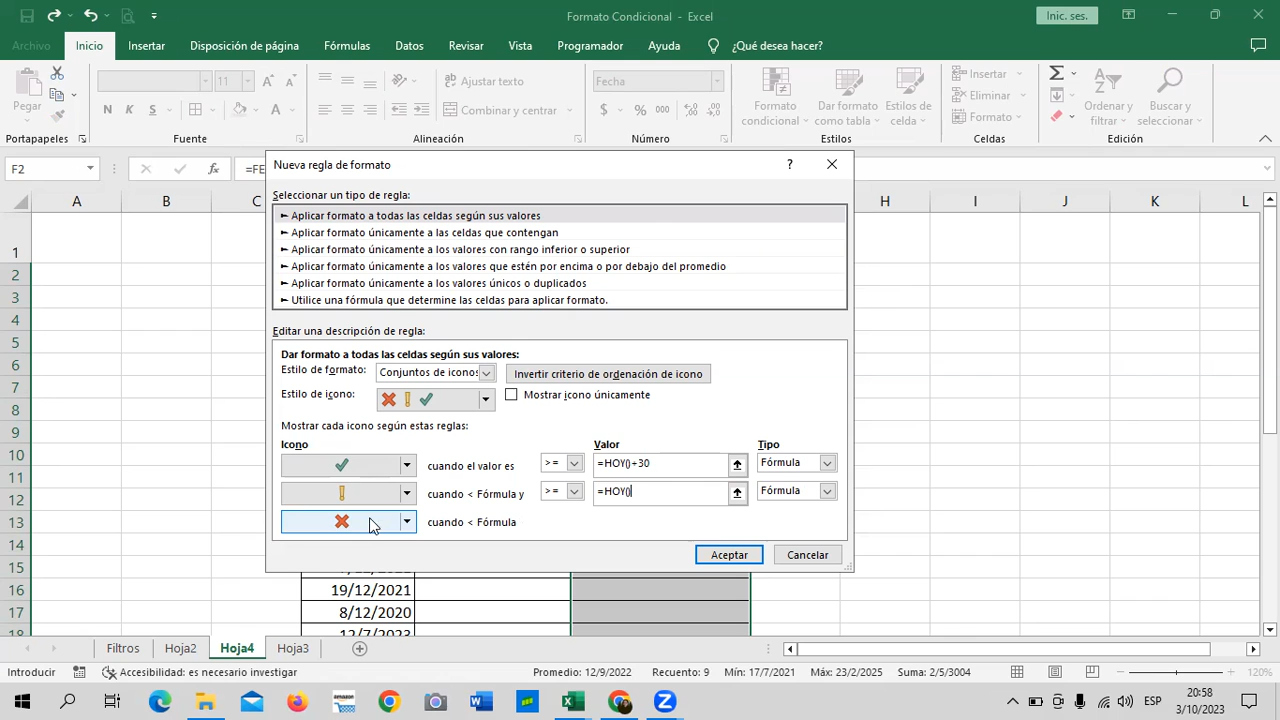 Formato Condicional - Excel
Inic. ses.
Archivo Inicio Insertar Disposición de página Fórmulas Datos Revisar Vista Programador Ayuda ¿Qué desea hacer?
Pegar
11
N K S
A A
Ajustar texto
Combinar y centrar
Fecha
$ % 000
Formato condicional
Dar formato como tabla
Estilos de celda
Insertar
Eliminar
Formato
Ordenar y filtrar
Buscar y seleccionar
Portapapeles Fuente Alineación Número Estilos Celdas Edición
F2 fx =FE
Nueva regla de formato ?
Seleccionar un tipo de regla:
► Aplicar formato a todas las celdas según sus valores
► Aplicar formato únicamente a las celdas que contengan
► Aplicar formato únicamente a los valores con rango inferior o superior
► Aplicar formato únicamente a los valores que estén por encima o por debajo del promedio
► Aplicar formato únicamente a los valores únicos o duplicados
► Utilice una fórmula que determine las celdas para aplicar formato.
Editar una descripción de regla:
Dar formato a todas las celdas según sus valores:
Estilo de formato: Conjuntos de iconos Invertir criterio de ordenación de icono
Estilo de icono: Mostrar icono únicamente
Mostrar cada icono según estas reglas:
Icono Valor Tipo
cuando el valor es >= =HOY()+30 Fórmula
cuando < Fórmula y >= =HOY() Fórmula
cuando < Fórmula
Aceptar Cancelar
A B C H I J K L
1
2
3
4
5
6
7
8
9
10
11
12
13
14
15
16 19/12/2021
17 8/12/2020
18 12/7/2023
Filtros Hoja2 Hoja4 Hoja3
Introducir Accesibilidad: es necesario investigar Promedio: 12/9/2022 Recuento: 9 Mín: 17/7/2021 Máx: 23/2/2025 Suma: 2/5/3004 120%
ESP
20:58
3/10/2023